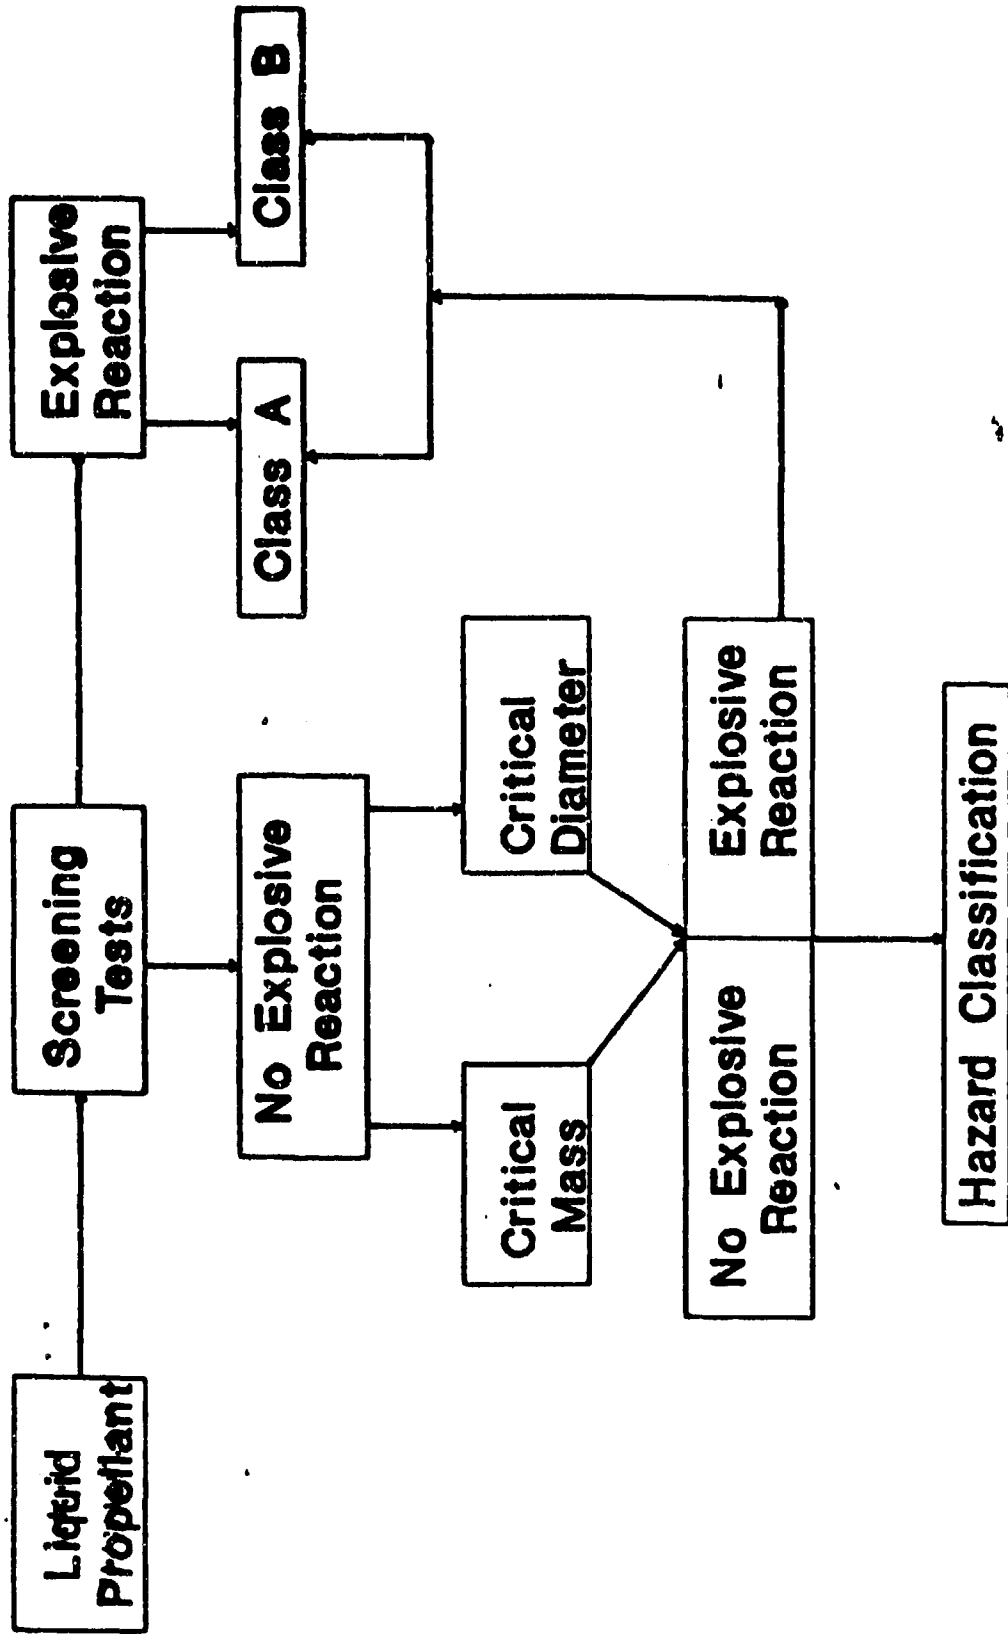 Liquid
Propellant
Screening
Tests
Explosive
Reaction
No Explosive
Reaction
Class A
Class B
Critical
Mass
Critical
Diameter
No Explosive
Reaction
Explosive
Reaction
Hazard Classification